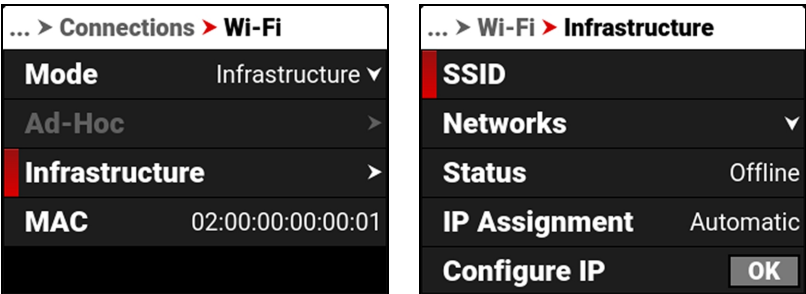 ... > Connections > Wi-Fi
Mode Infrastructure
Ad-Hoc >
Infrastructure >
MAC 02:00:00:00:00:01
... > Wi-Fi > Infrastructure
SSID
Networks
Status Offline
IP Assignment Automatic
Configure IP OK